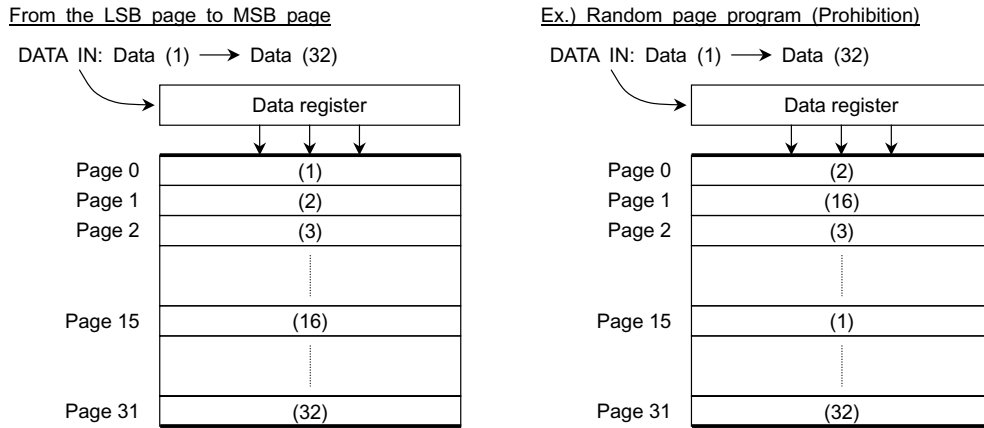 From the LSB page to MSB page
DATA IN: Data (1) → Data (32)
Data register
Page 0 (1)
Page 1 (2)
Page 2 (3)
Page 15 (16)
Page 31 (32)
Ex.) Random page program (Prohibition)
DATA IN: Data (1) → Data (32)
Data register
Page 0 (2)
Page 1 (16)
Page 2 (3)
Page 15 (1)
Page 31 (32)